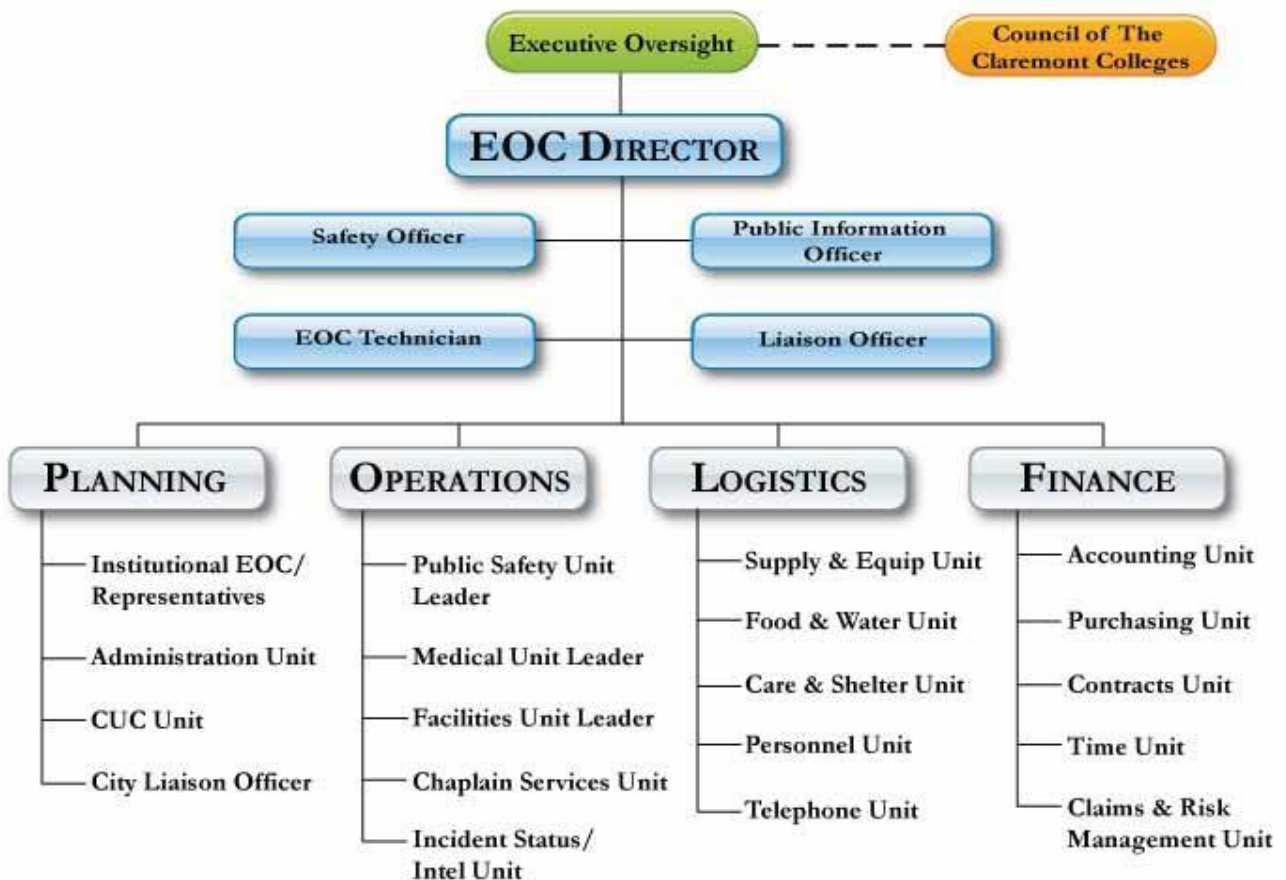 Executive Oversight
Council of The
Claremont Colleges
EOC DIRECTOR
Safety Officer
Public Information
Officer
EOC Technician
Liaison Officer
PLANNING
Institutional EOC/
Representatives
Administration Unit
CUC Unit
City Liaison Officer
OPERATIONS
Public Safety Unit
Leader
Medical Unit Leader
Facilities Unit Leader
Chaplain Services Unit
Incident Status/
Intel Unit
LOGISTICS
Supply & Equip Unit
Food & Water Unit
Care & Shelter Unit
Personnel Unit
Telephone Unit
FINANCE
Accounting Unit
Purchasing Unit
Contracts Unit
Time Unit
Claims & Risk
Management Unit